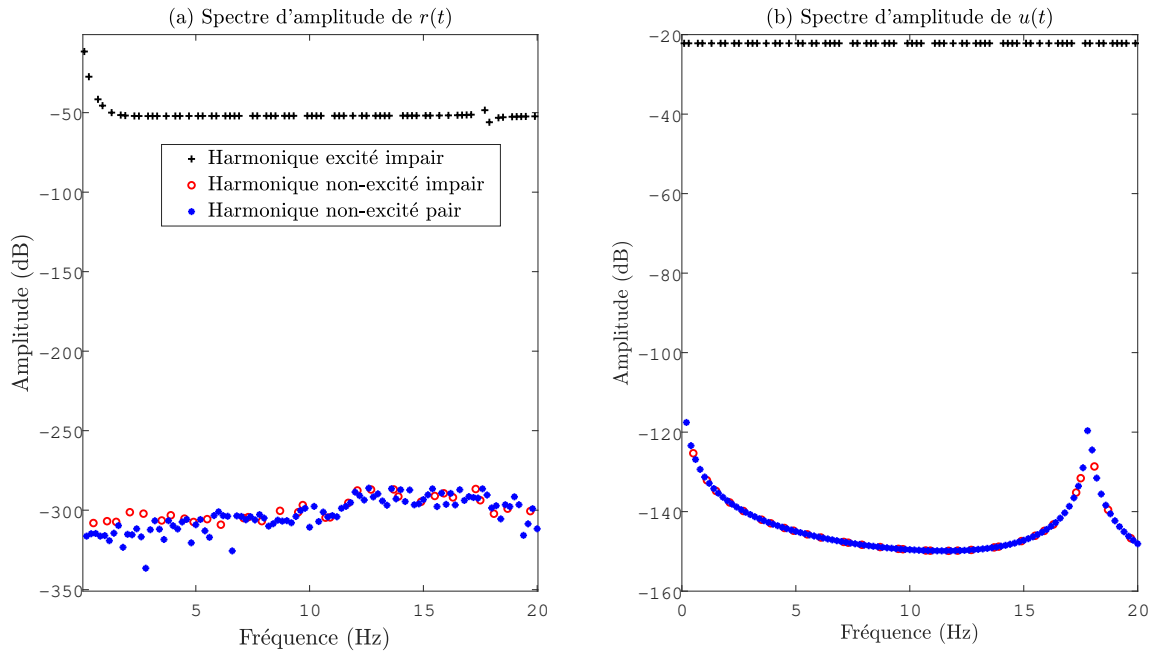 (a) Spectre d'amplitude de r(t)
Amplitude (dB)
−50
−100
−150
−200
−250
−300
−350
Harmonique excité impair
Harmonique non-excité impair
Harmonique non-excité pair
5
10
15
20
Fréquence (Hz)
(b) Spectre d'amplitude de u(t)
Amplitude (dB)
−20
−40
−60
−80
−100
−120
−140
−160
0
5
10
15
20
Fréquence (Hz)